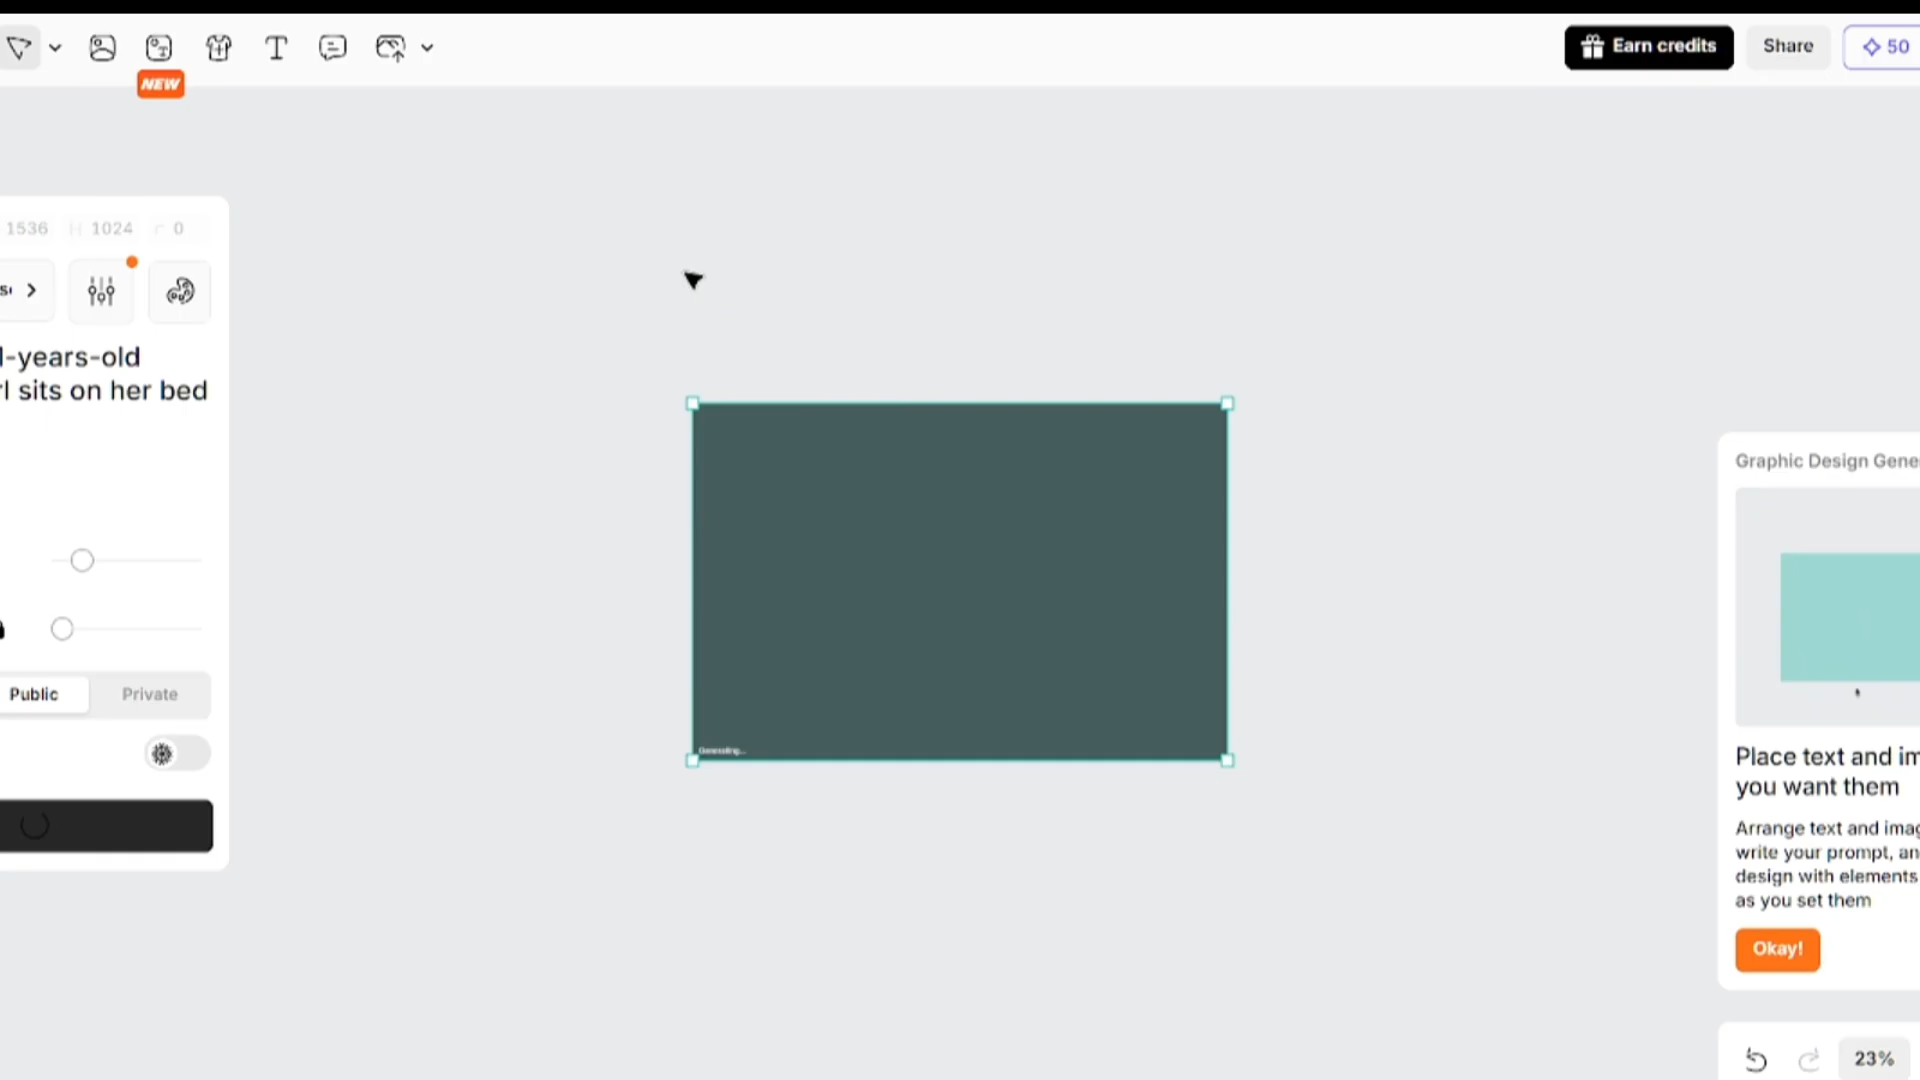 Earn credits
Share
50
NEW
1536 H 1024 0
-years-old
sits on her bed
Public
Private
Generating...
Graphic Design Gene
Place text and im
you want them
Arrange text and imag
write your prompt, an
design with elements
as you set them
Okay!
23%